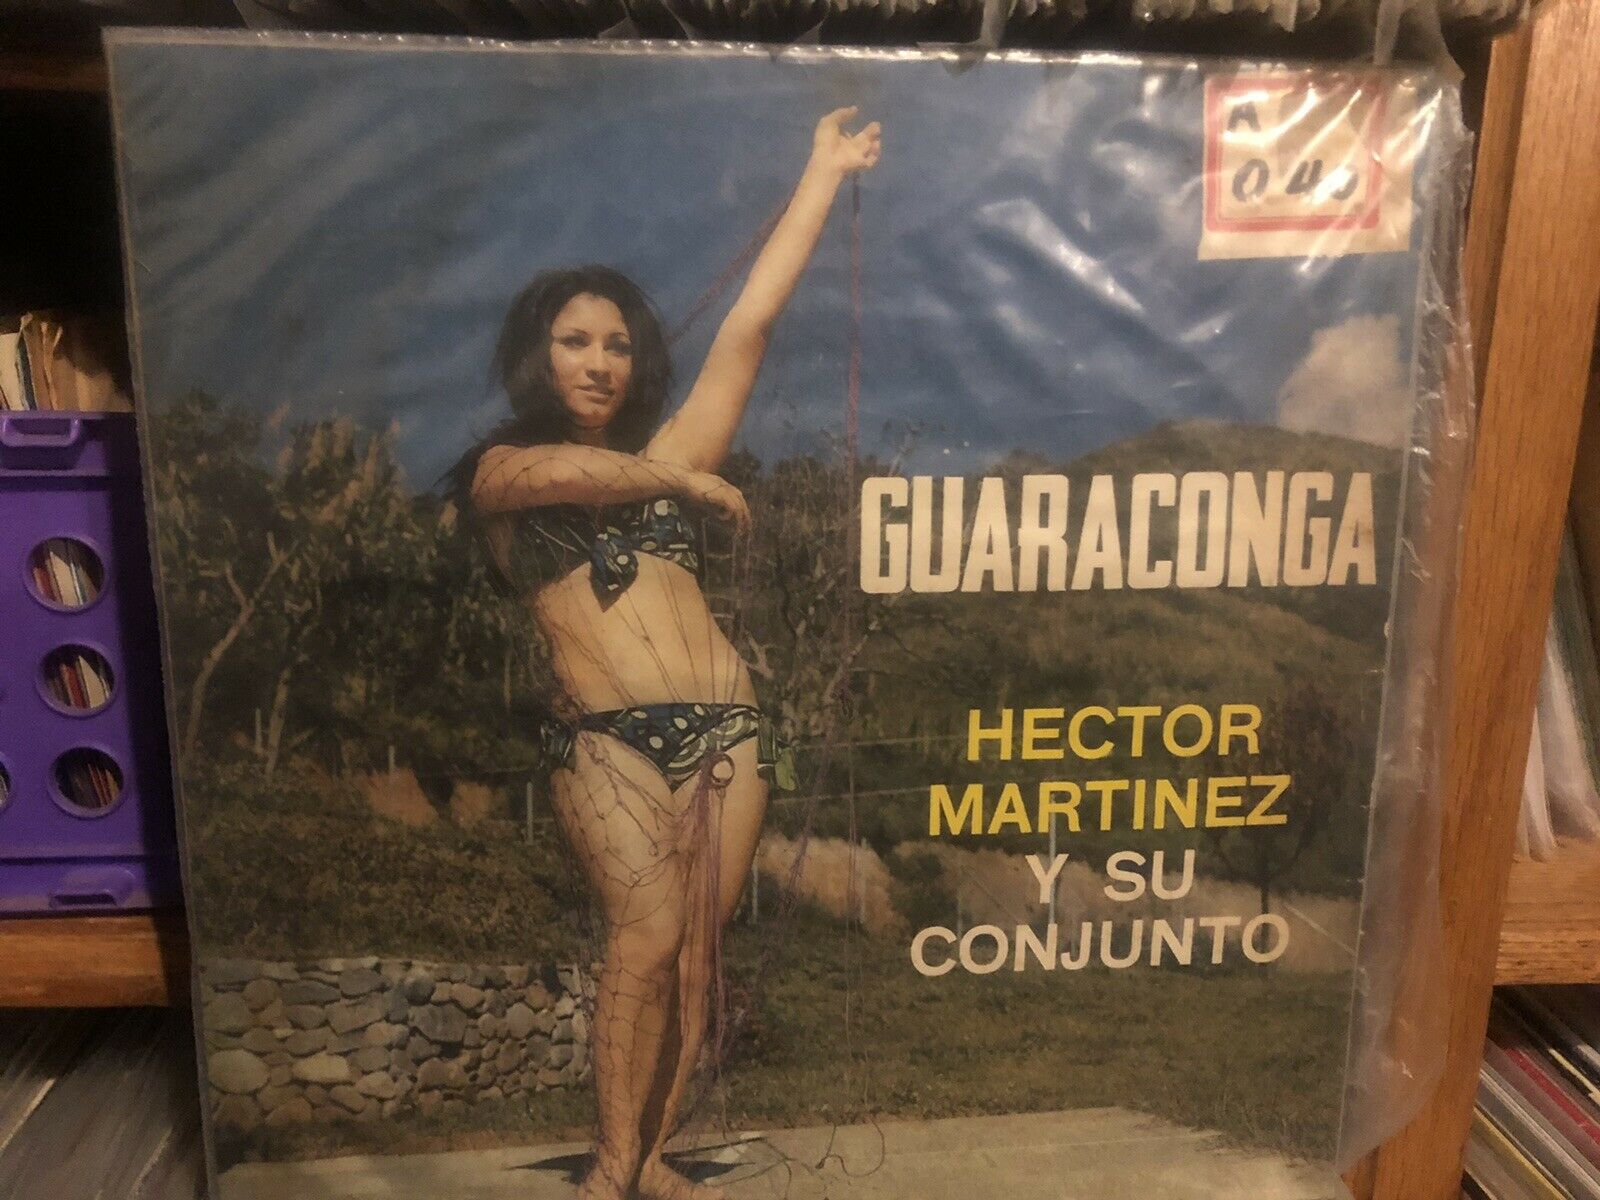 GUARACONGA
HECTOR
MARTINEZ
Y SU
CONJUNTO